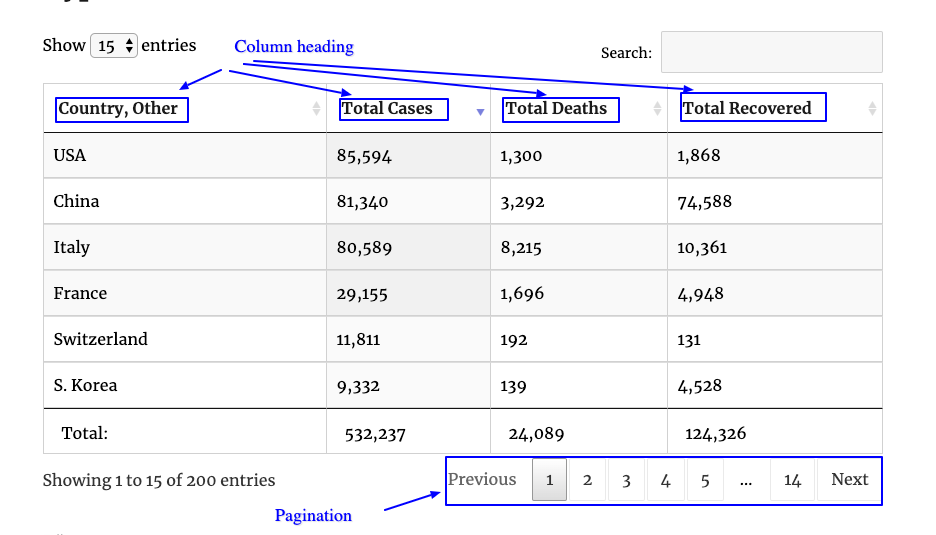 Show 15 entries
Column heading
Search:
Country, Other Total Cases Total Deaths Total Recovered
USA 85,594 1,300 1,868
China 81,340 3,292 74,588
Italy 80,589 8,215 10,361
France 29,155 1,696 4,948
Switzerland 11,811 192 131
S. Korea 9,332 139 4,528
Total: 532,237 24,089 124,326
Showing 1 to 15 of 200 entries
Previous 1 2 3 4 5 ... 14 Next
Pagination